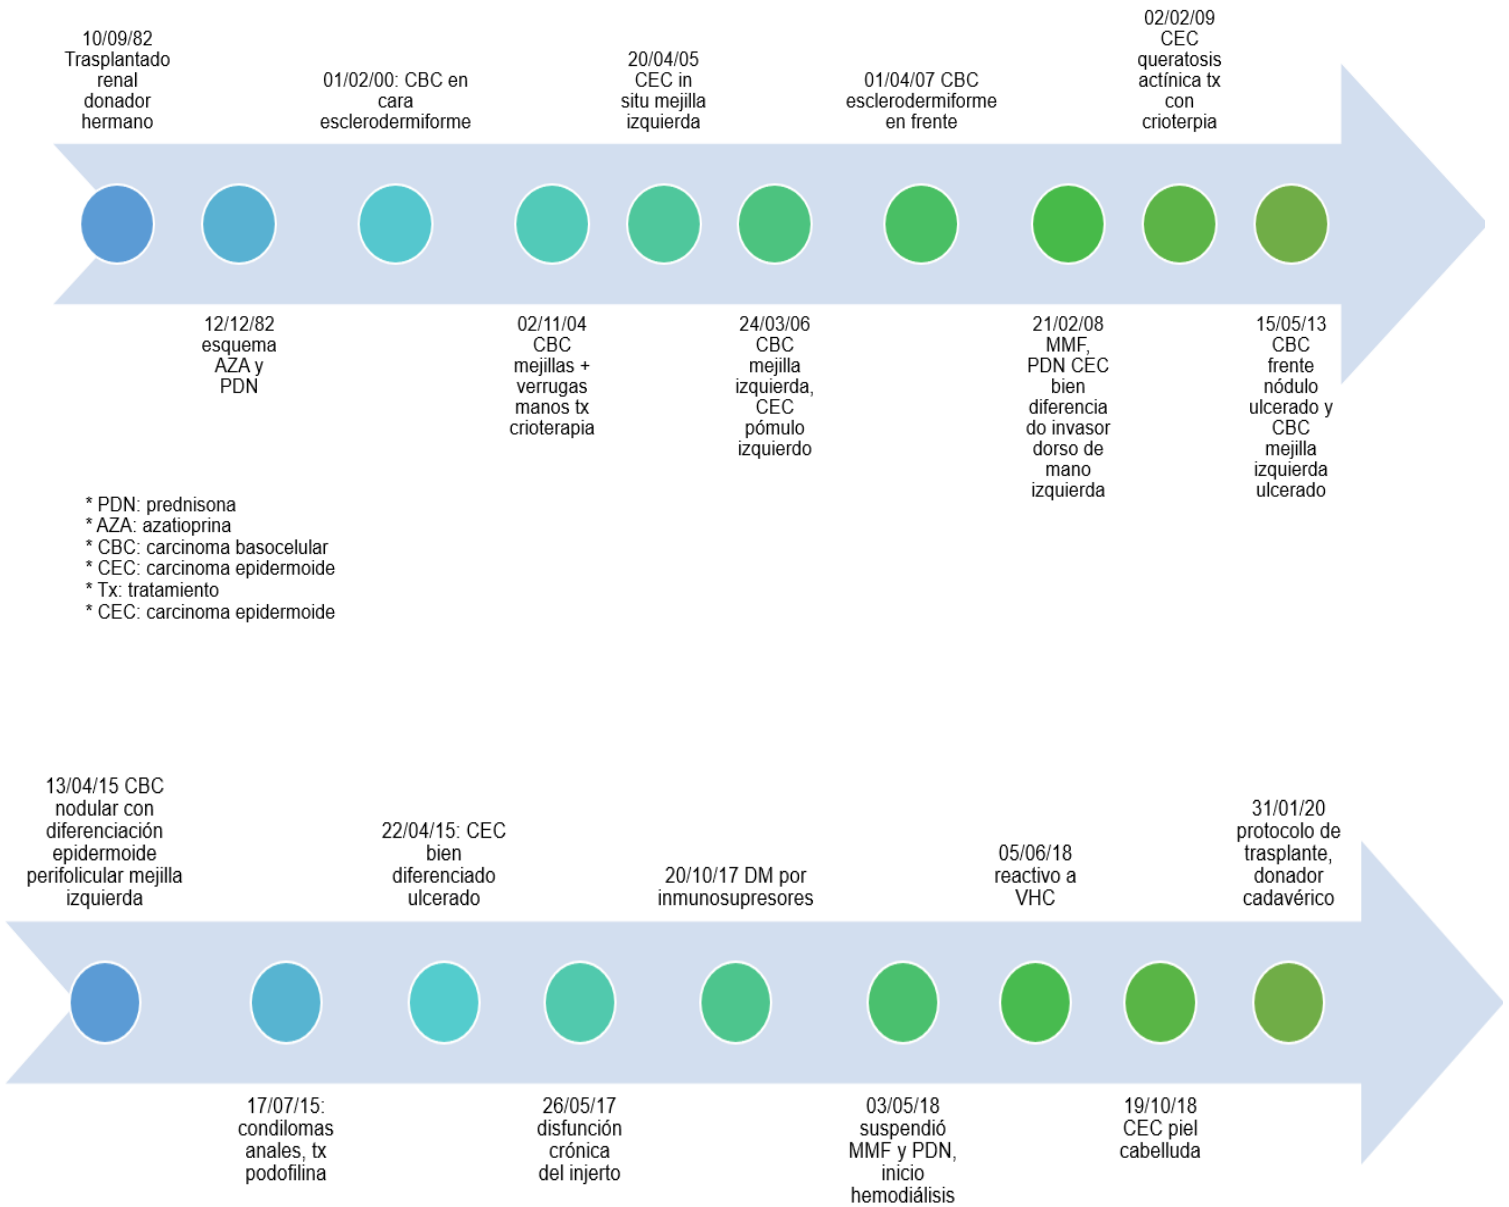 10/09/82
Trasplantado
renal
donador
hermano
12/12/82
esquema
AZA y
PDN
01/02/00: CBC en
cara
esclerodermiforme
02/11/04
CBC
mejillas +
verrugas
manos tx
crioterapia
20/04/05
CEC in
situ mejilla
izquierda
24/03/06
CBC
mejilla
izquierda,
CEC
pómulo
izquierdo
01/04/07 CBC
esclerodermiforme
en frente
21/02/08
MMF,
PDN CEC
bien
diferencia
do invasor
dorso de
mano
izquierda
02/02/09
CEC
queratosis
actínica tx
con
crioterpia
15/05/13
CBC
frente
nódulo
ulcerado y
CBC
mejilla
izquierda
ulcerado
* PDN: prednisona
* AZA: azatioprina
* CBC: carcinoma basocelular
* CEC: carcinoma epidermoide
* Tx: tratamiento
* CEC: carcinoma epidermoide
13/04/15 CBC
nodular con
diferenciación
epidermoide
perifolicular mejilla
izquierda
17/07/15:
condilomas
anales, tx
podofilina
22/04/15: CEC
bien
diferenciado
ulcerado
26/05/17
disfunción
crónica
del injerto
20/10/17 DM por
inmunosupresores
03/05/18
suspendió
MMF y PDN,
inicio
hemodiálisis
05/06/18
reactivo a
VHC
19/10/18
CEC piel
cabelluda
31/01/20
protocolo de
trasplante,
donador
cadavérico